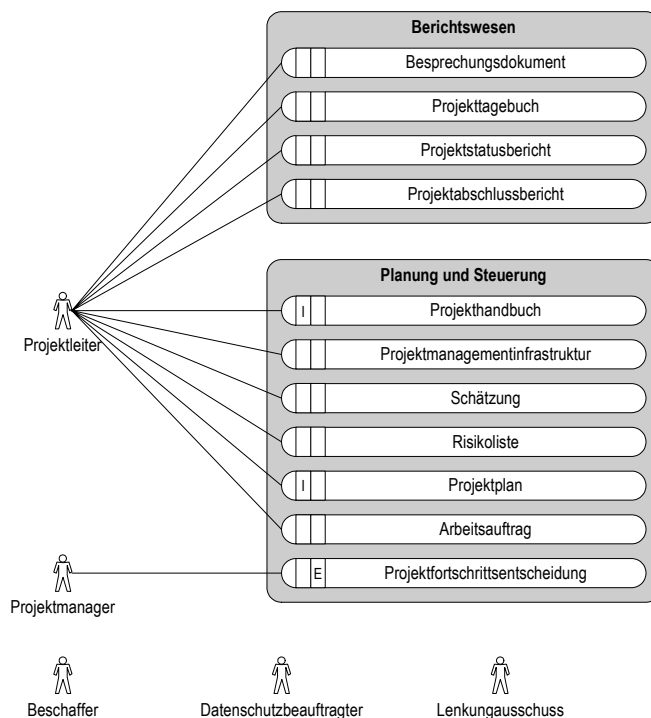 Berichtswesen
Besprechungsdokument
Projekttagebuch
Projektstatusbericht
Projektabschlussbericht
Planung und Steuerung
I Projekthandbuch
Projektleiter
Projektmanagementinfrastruktur
Schätzung
Risikoliste
I Projektplan
Arbeitsauftrag
E Projektfortschrittsentscheidung
Projektmanager
Beschaffer Datenschutzbeauftragter Lenkungausschuss